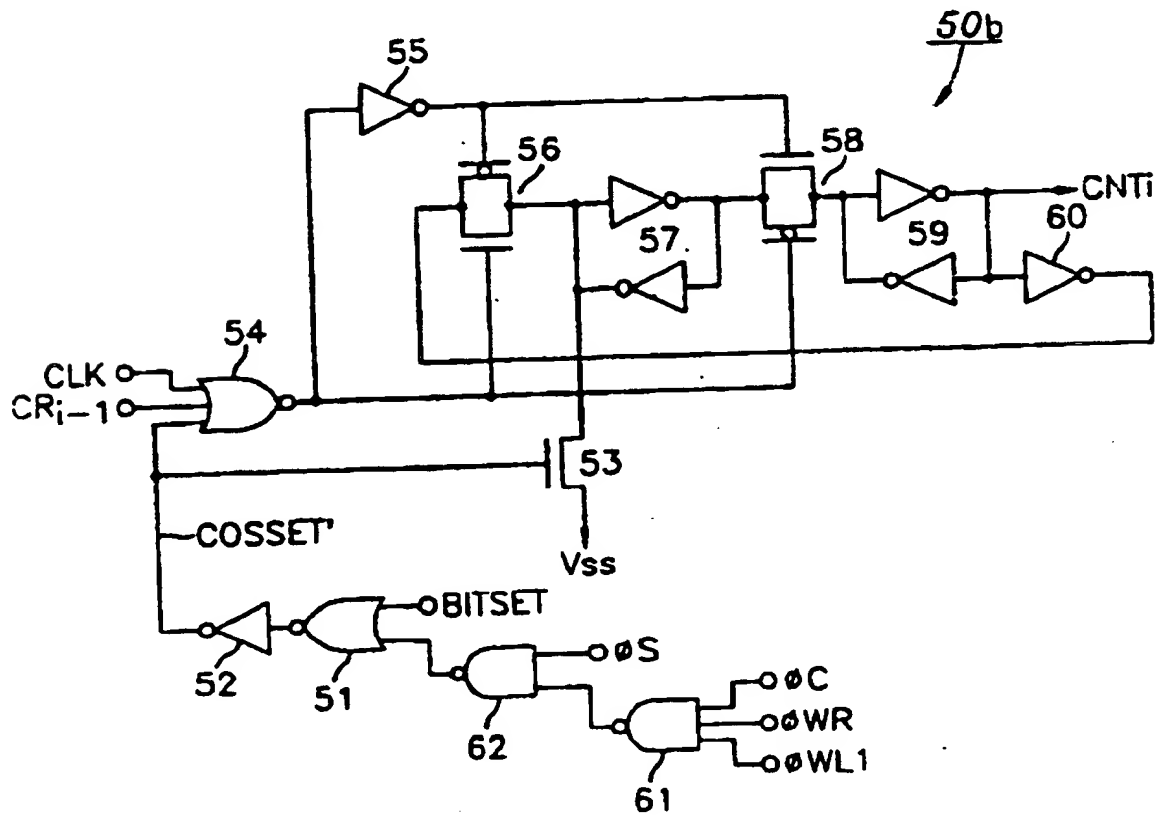 50b
55
56
58
CNTi
57
59
60
54
CLK
CRi-1
53
COSSET'
Vss
BITSET
52
51
øS
62
øC
øWR
øWL1
61